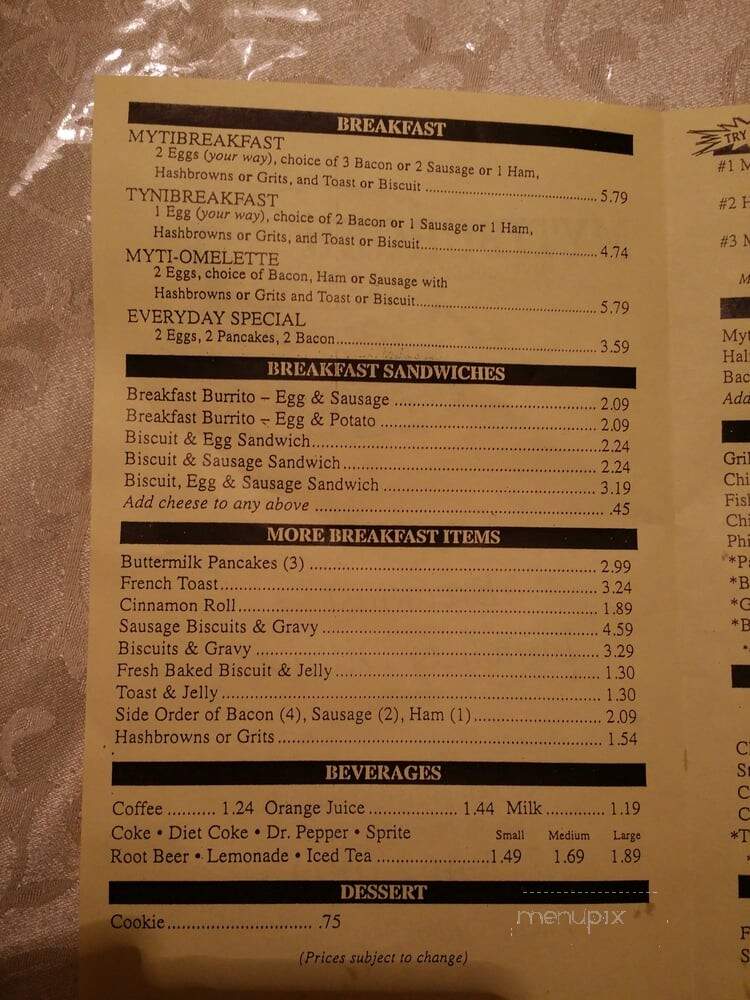 BREAKFAST
MYTIBREAKFAST
2 Eggs (your way), choice of 3 Bacon or 2 Sausage or 1 Ham,
Hashbrowns or Grits, and Toast or Biscuit ........ 5.79
TYNIBREAKFAST
1 Egg (your way), choice of 2 Bacon or 1 Sausage or 1 Ham,
Hashbrowns or Grits, and Toast or Biscuit........ 4.74
MYTI-OMELETTE
2 Eggs, choice of Bacon, Ham or Sausage with
Hashbrowns or Grits and Toast or Biscuit........ 5.79
EVERYDAY SPECIAL
2 Eggs, 2 Pancakes, 2 Bacon........ 3.59
BREAKFAST SANDWICHES
Breakfast Burrito – Egg & Sausage ........ 2.09
Breakfast Burrito – Egg & Potato ........ 2.09
Biscuit & Egg Sandwich........2.24
Biscuit & Sausage Sandwich........ 2.24
Biscuit, Egg & Sausage Sandwich ........ 3.19
Add cheese to any above ........ .45
MORE BREAKFAST ITEMS
Buttermilk Pancakes (3) ........ 2.99
French Toast........ 3.24
Cinnamon Roll........ 1.89
Sausage Biscuits & Gravy ........ 4.59
Biscuits & Gravy ........ 3.29
Fresh Baked Biscuit & Jelly ........ 1.30
Toast & Jelly ........ 1.30
Side Order of Bacon (4), Sausage (2), Ham (1)........ 2.09
Hashbrowns or Grits ........ 1.54
BEVERAGES
Coffee .......... 1.24 Orange Juice ........ 1.44 Milk ........ 1.19
Coke • Diet Coke • Dr. Pepper • Sprite Small Medium Large
Root Beer • Lemonade • Iced Tea ........1.49 1.69 1.89
DESSERT
Cookie........ .75
(Prices subject to change)
menupix
TRY
#1 M
#2 H
#3 M